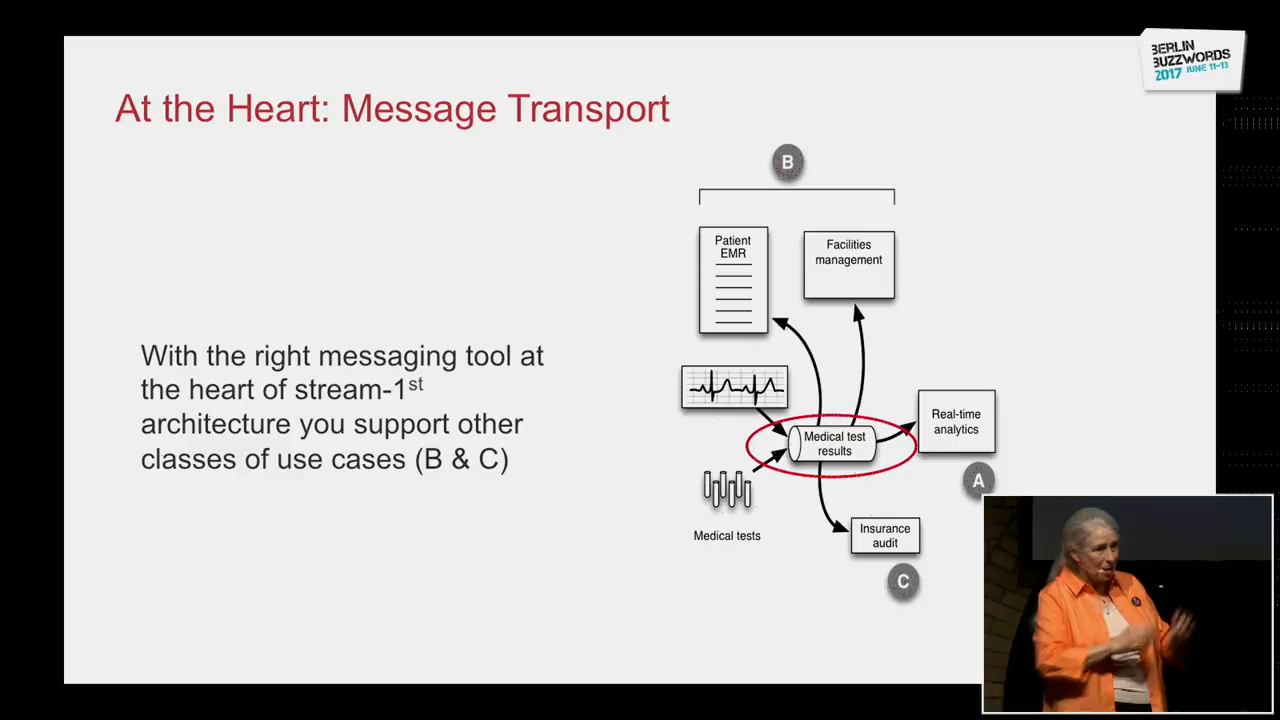 BERLIN
BUZZWORDS
2017 JUNE 11-13
At the Heart: Message Transport
B
Patient
EMR
Facilities
management
With the right messaging tool at
the heart of stream-1st
architecture you support other
classes of use cases (B & C)
Medical test
results
Real-time
analytics
A
Medical tests
Insurance
audit
C